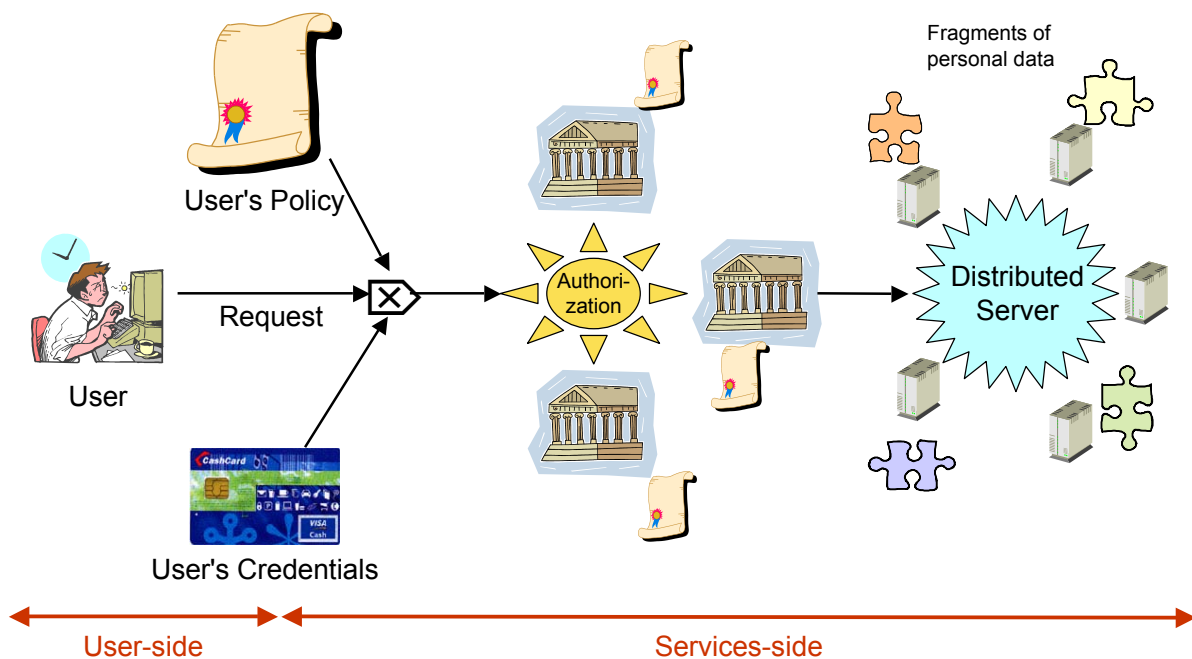 Fragments of
personal data
User's Policy
Authori-
zation
Distributed
Server
Request
User
CashCard
VISA
Cash
User's Credentials
User-side
Services-side